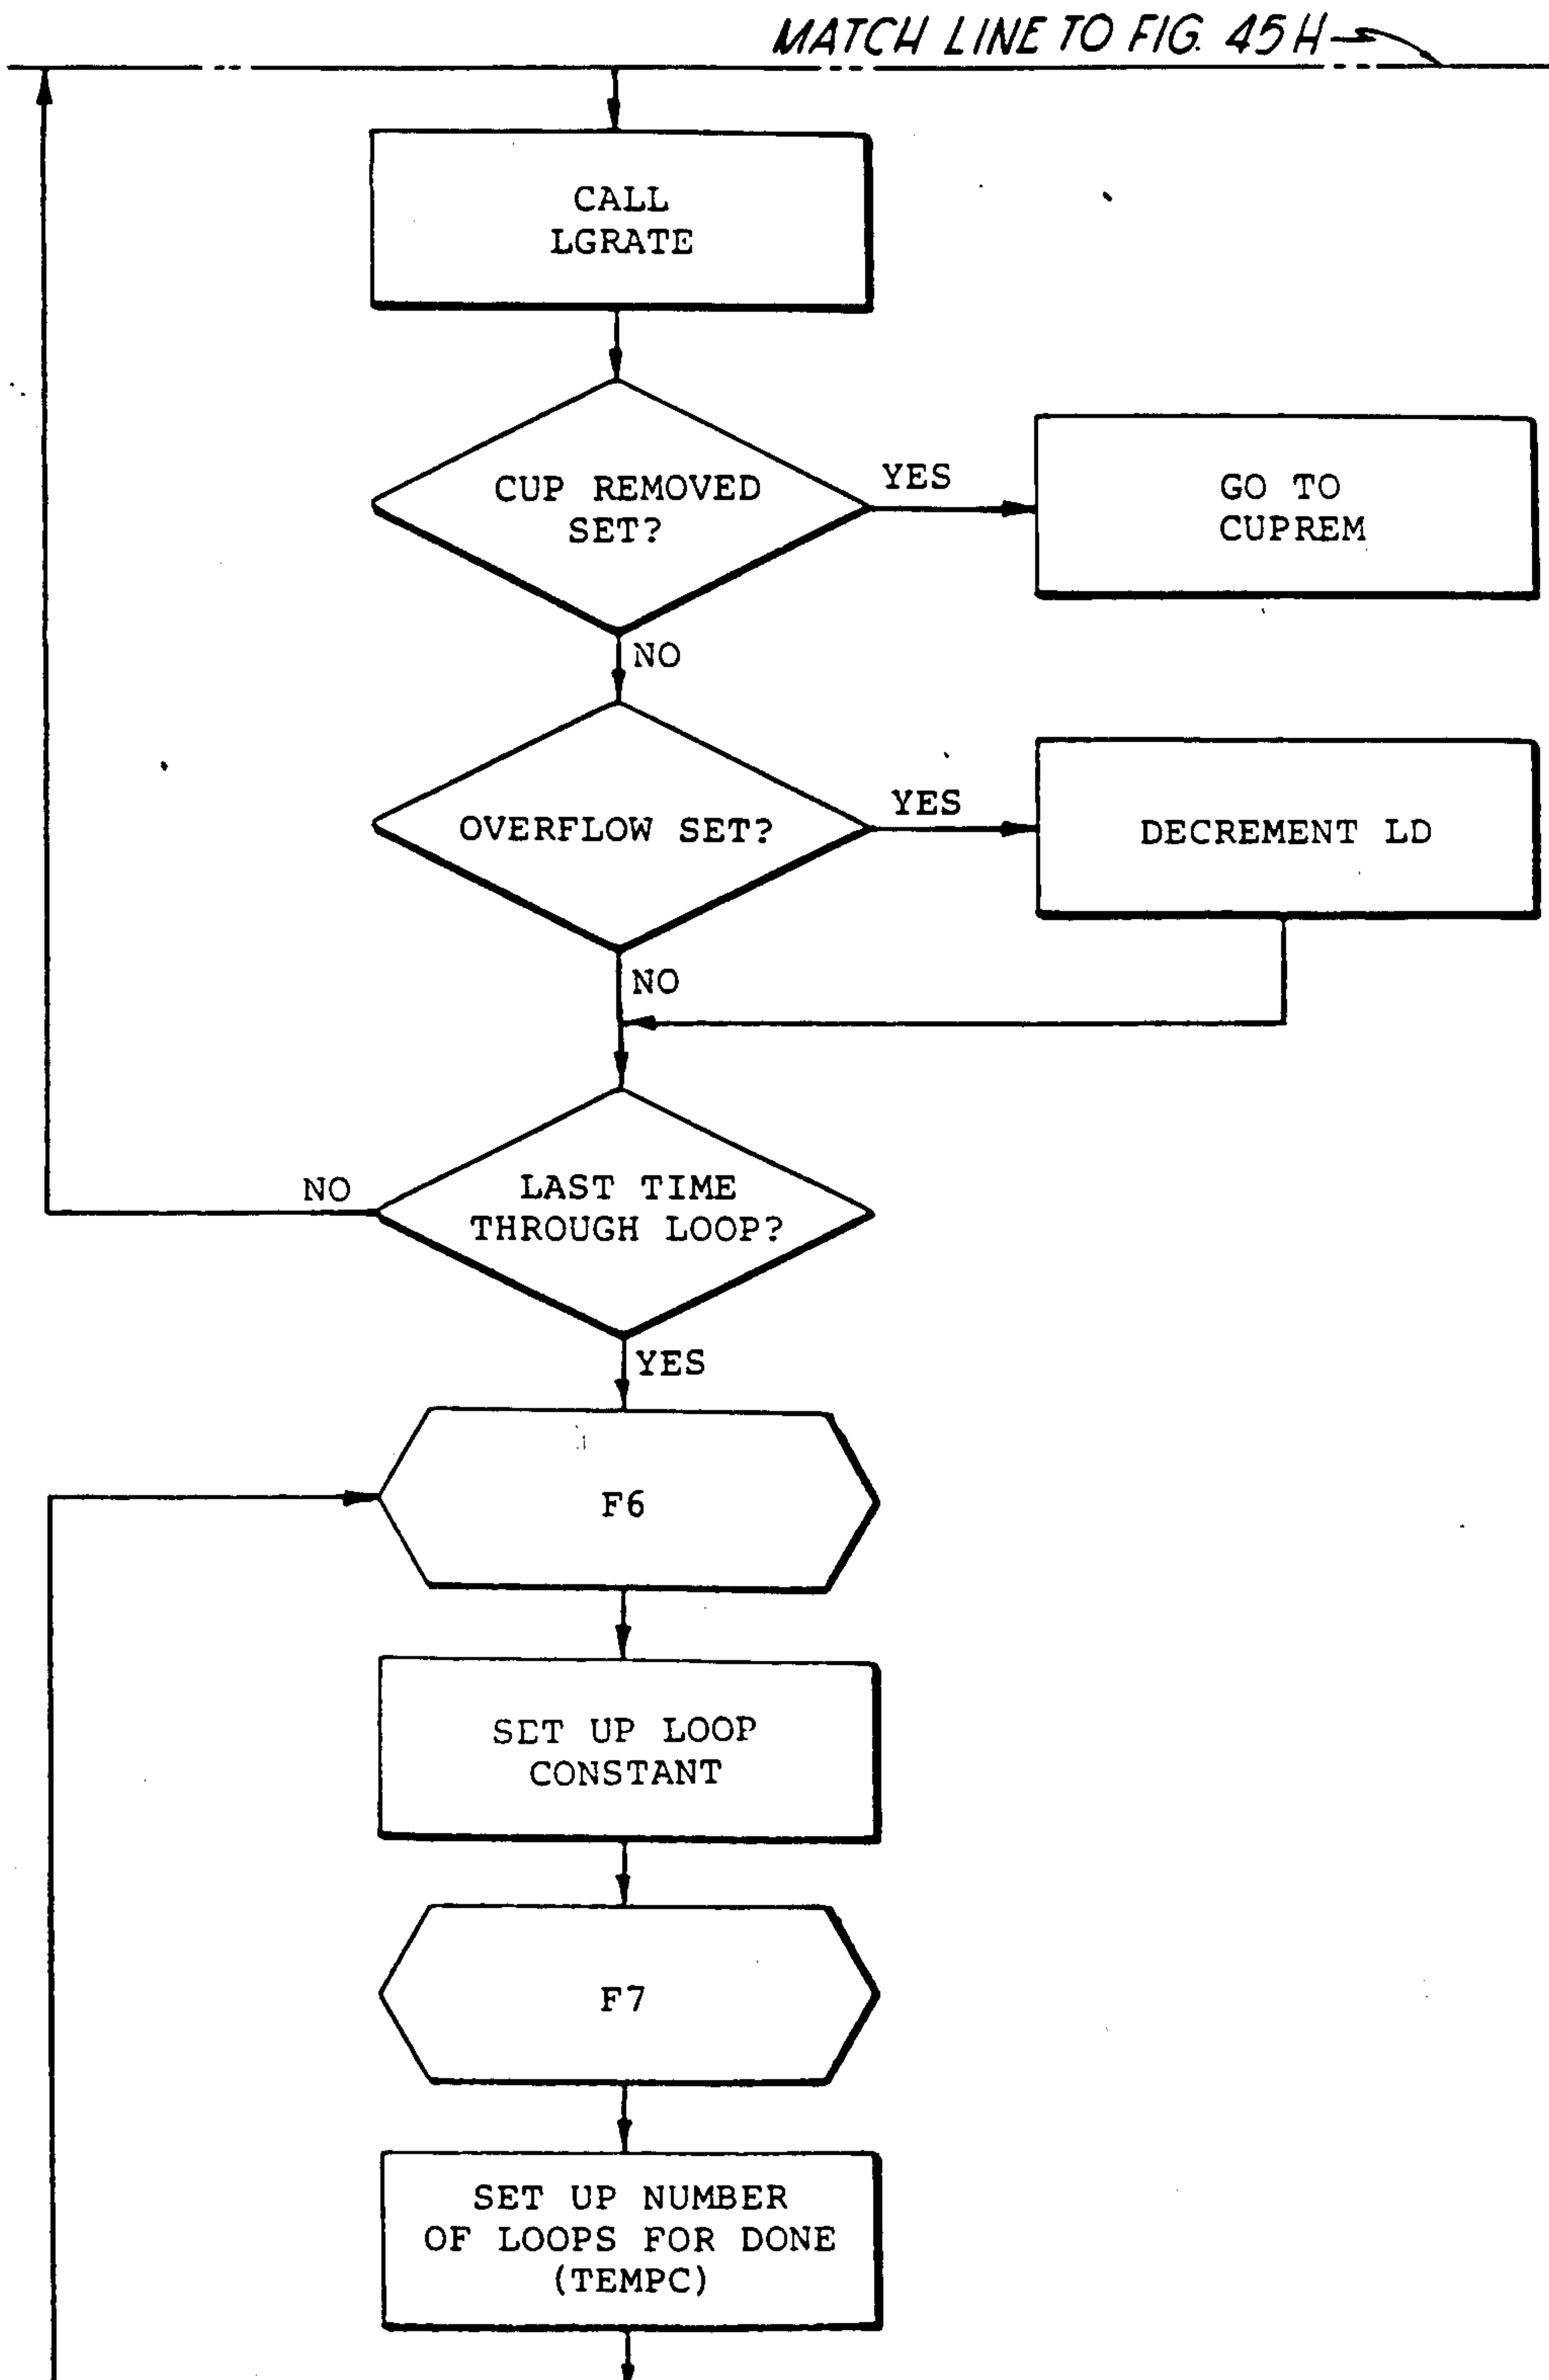 MATCH LINE TO FIG. 45H
CALL
LGRATE
CUP REMOVED
SET?
YES
GO TO
CUPREM
NO
OVERFLOW SET?
YES
DECREMENT LD
NO
LAST TIME
THROUGH LOOP?
NO
YES
F6
SET UP LOOP
CONSTANT
F7
SET UP NUMBER
OF LOOPS FOR DONE
(TEMPC)